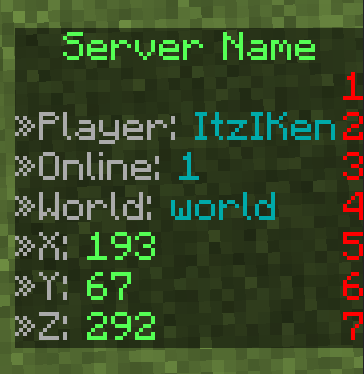 Server Name
1
»Player: ItzIKen 2
»Online: 1 3
»World: world 4
»X: 193 5
»Y: 67 6
»Z: 292 7